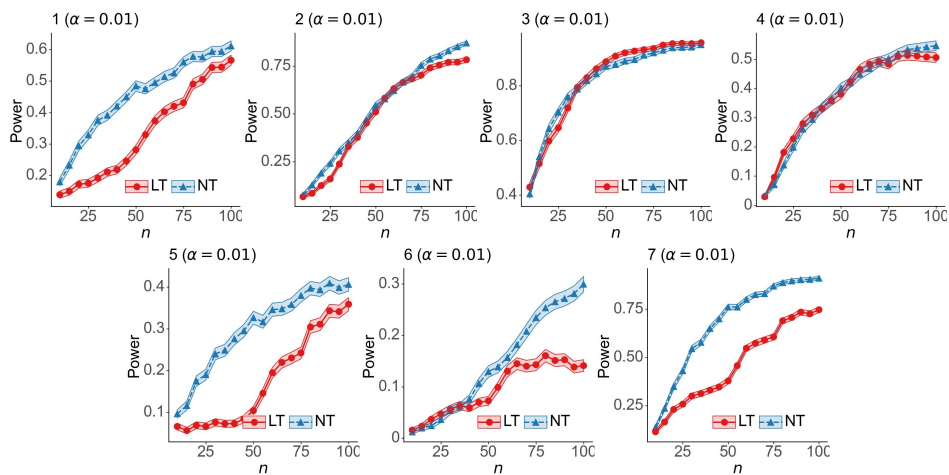 1 (α = 0.01)
Power
0.6
0.5
0.4
0.3
0.2
LT NT
25 50 75 100
n
2 (α = 0.01)
Power
0.75
0.50
0.25
LT NT
25 50 75 100
n
3 (α = 0.01)
Power
0.8
0.6
0.4
LT NT
25 50 75 100
n
4 (α = 0.01)
Power
0.5
0.4
0.3
0.2
0.1
0
LT NT
25 50 75 100
n
5 (α = 0.01)
Power
0.4
0.3
0.2
0.1
LT NT
25 50 75 100
n
6 (α = 0.01)
Power
0.3
0.2
0.1
0
LT NT
25 50 75 100
n
7 (α = 0.01)
Power
0.75
0.50
0.25
LT NT
25 50 75 100
n